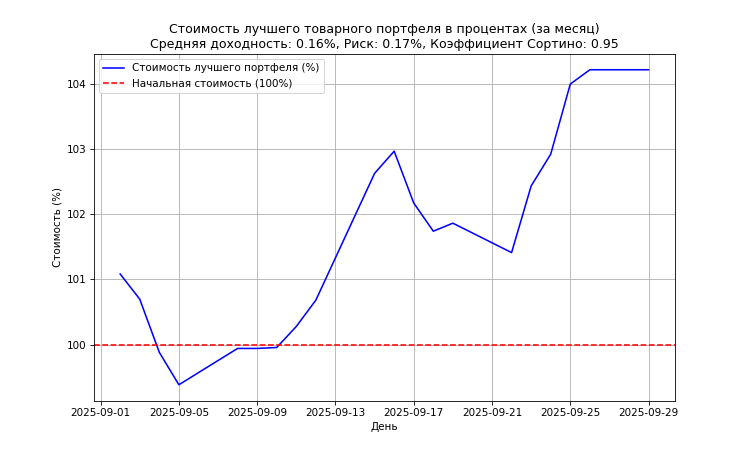 Стоимость лучшего товарного портфеля в процентах (за месяц)
Средняя доходность: 0.16%, Риск: 0.17%, Коэффициент Сортино: 0.95
Стоимость лучшего портфеля (%)
Начальная стоимость (100%)
Стоимость (%)
104
103
102
101
100
2025-09-01
2025-09-05
2025-09-09
2025-09-13
2025-09-17
2025-09-21
2025-09-25
2025-09-29
День